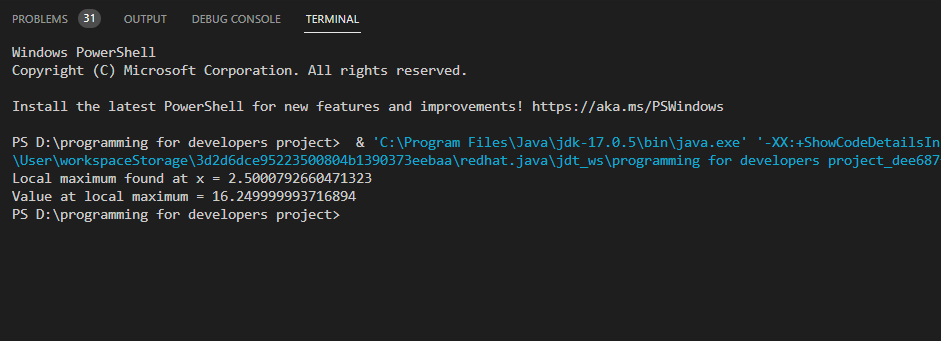 PROBLEMS 31 OUTPUT DEBUG CONSOLE TERMINAL
Windows PowerShell
Copyright (C) Microsoft Corporation. All rights reserved.
Install the latest PowerShell for new features and improvements! https://aka.ms/PSWindows
PS D:\programming for developers project>  & 'C:\Program Files\Java\jdk-17.0.5\bin\java.exe' '-XX:+ShowCodeDetailsIn
\User\workspaceStorage\3d2d6dce95223500804b1390373eebaa\redhat.java\jdt_ws\programming for developers project_dee687
Local maximum found at x = 2.5000792660471323
Value at local maximum = 16.249999993716894
PS D:\programming for developers project>